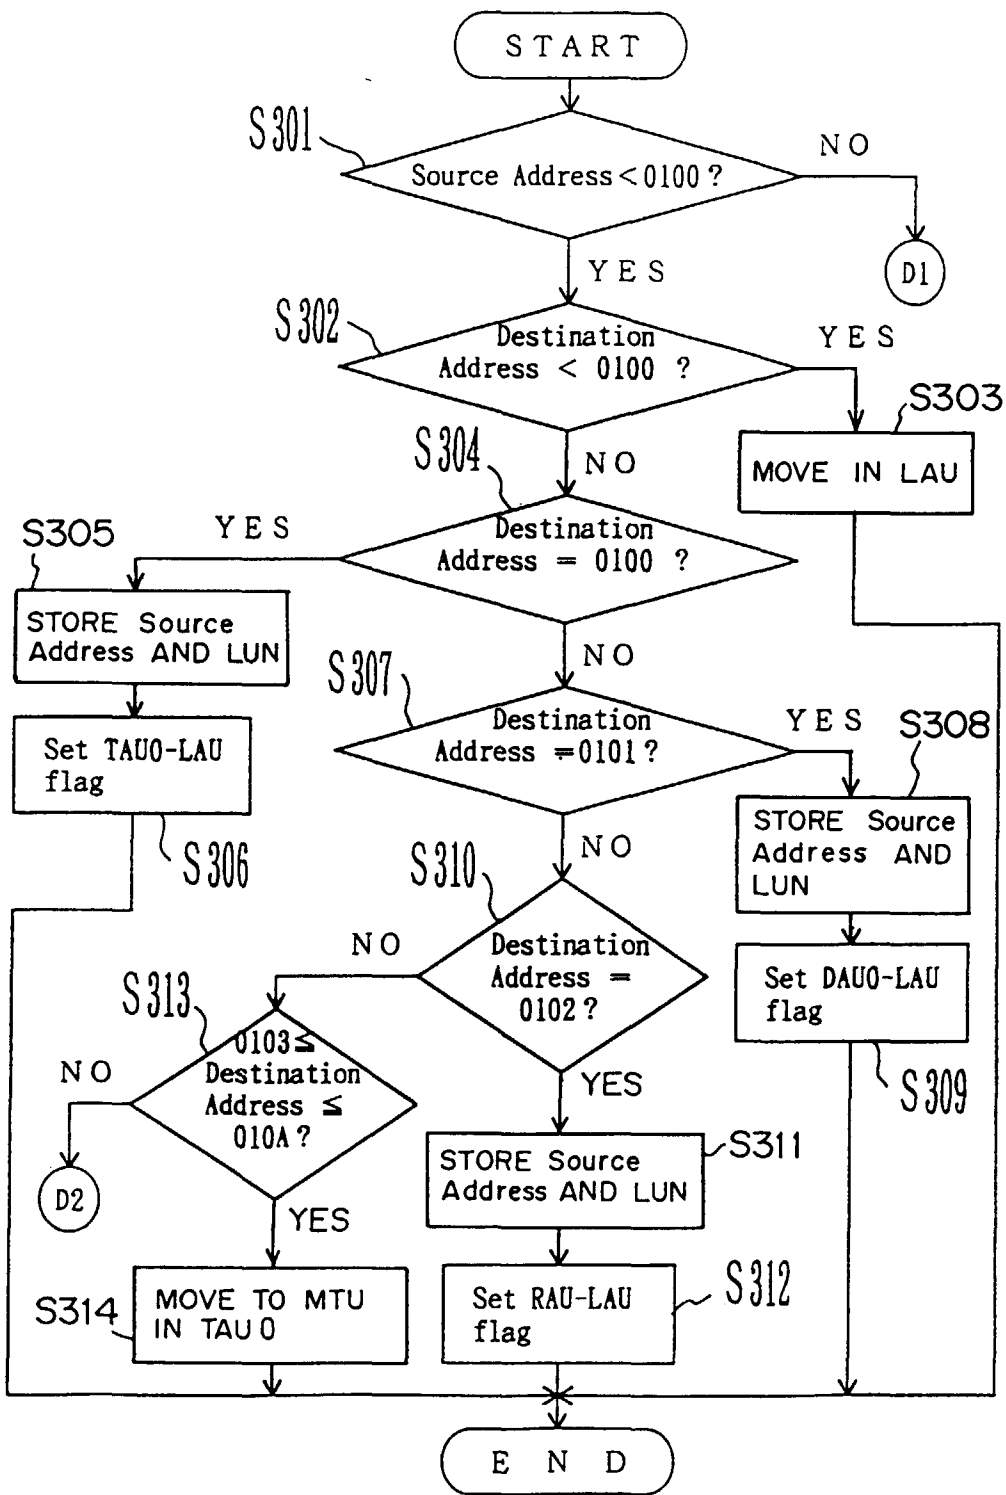 START
S301
Source Address < 0100 ?
NO
D1
YES
S302
Destination
Address < 0100 ?
YES
S303
MOVE IN LAU
NO
S304
Destination
Address = 0100 ?
YES
S305
STORE Source
Address AND LUN
Set TAU0-LAU
flag
S306
NO
S307
Destination
Address =0101?
YES
S308
STORE Source
Address AND
LUN
Set DAU0-LAU
flag
S309
NO
S310
Destination
Address =
0102?
NO
S313
0103≦
Destination
Address ≦
010A?
NO
D2
YES
S314
MOVE TO MTU
IN TAU0
YES
S311
STORE Source
Address AND LUN
Set RAU-LAU
flag
S312
END